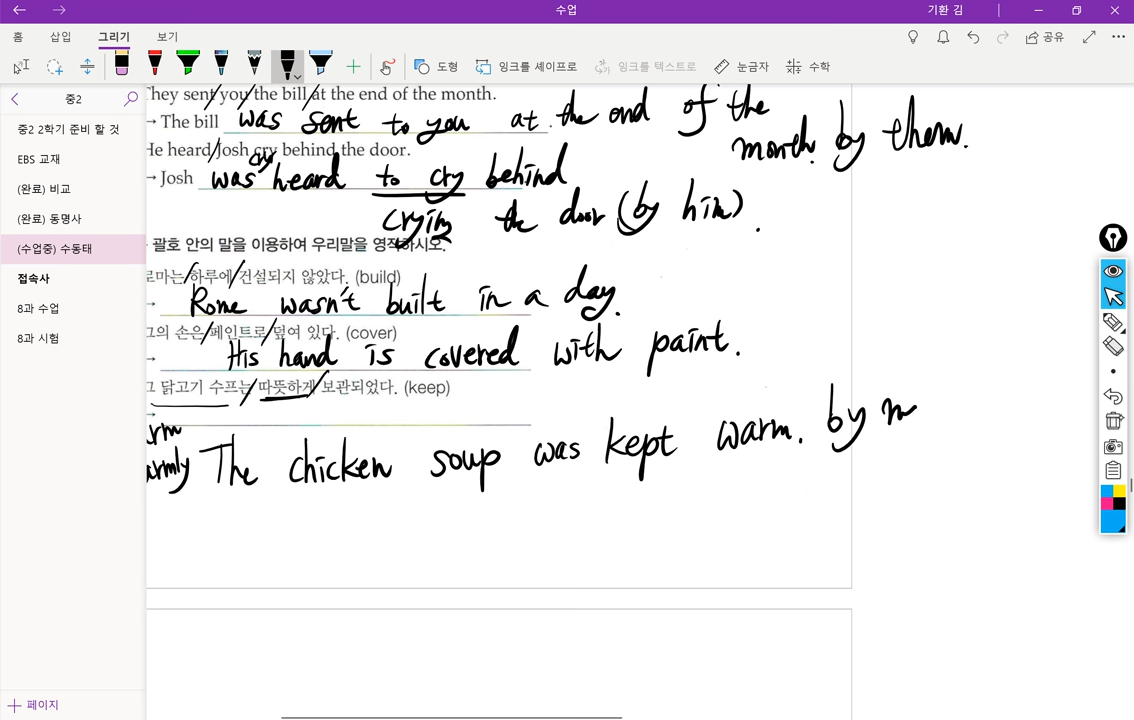 수업
기환 김
홈 삽입 그리기 보기
공유
도형 잉크를 셰이프로 잉크를 텍스트로 눈금자 수학
중2
중2 2학기 준비 할 것
EBS 교재
(완료) 비교
(완료) 동명사
(수업중) 수동태
접속사
8과 수업
8과 시험
페이지
They sent you the bill at the end of the month.
→ The bill was sent to you at the end of the
month by them.
He heard Josh cry behind the door.
cry
→ Josh was heard to cry behind
crying the door (by him).
괄호 안의 말을 이용하여 우리말을 영작하시오.
로마는 하루에 건설되지 않았다. (build)
→ Rome wasn't built in a day.
그의 손은 페인트로 덮여 있다. (cover)
→ His hand is covered with paint.
그 닭고기 수프는 따뜻하게 보관되었다. (keep)
→
The chicken soup was kept warm. by m